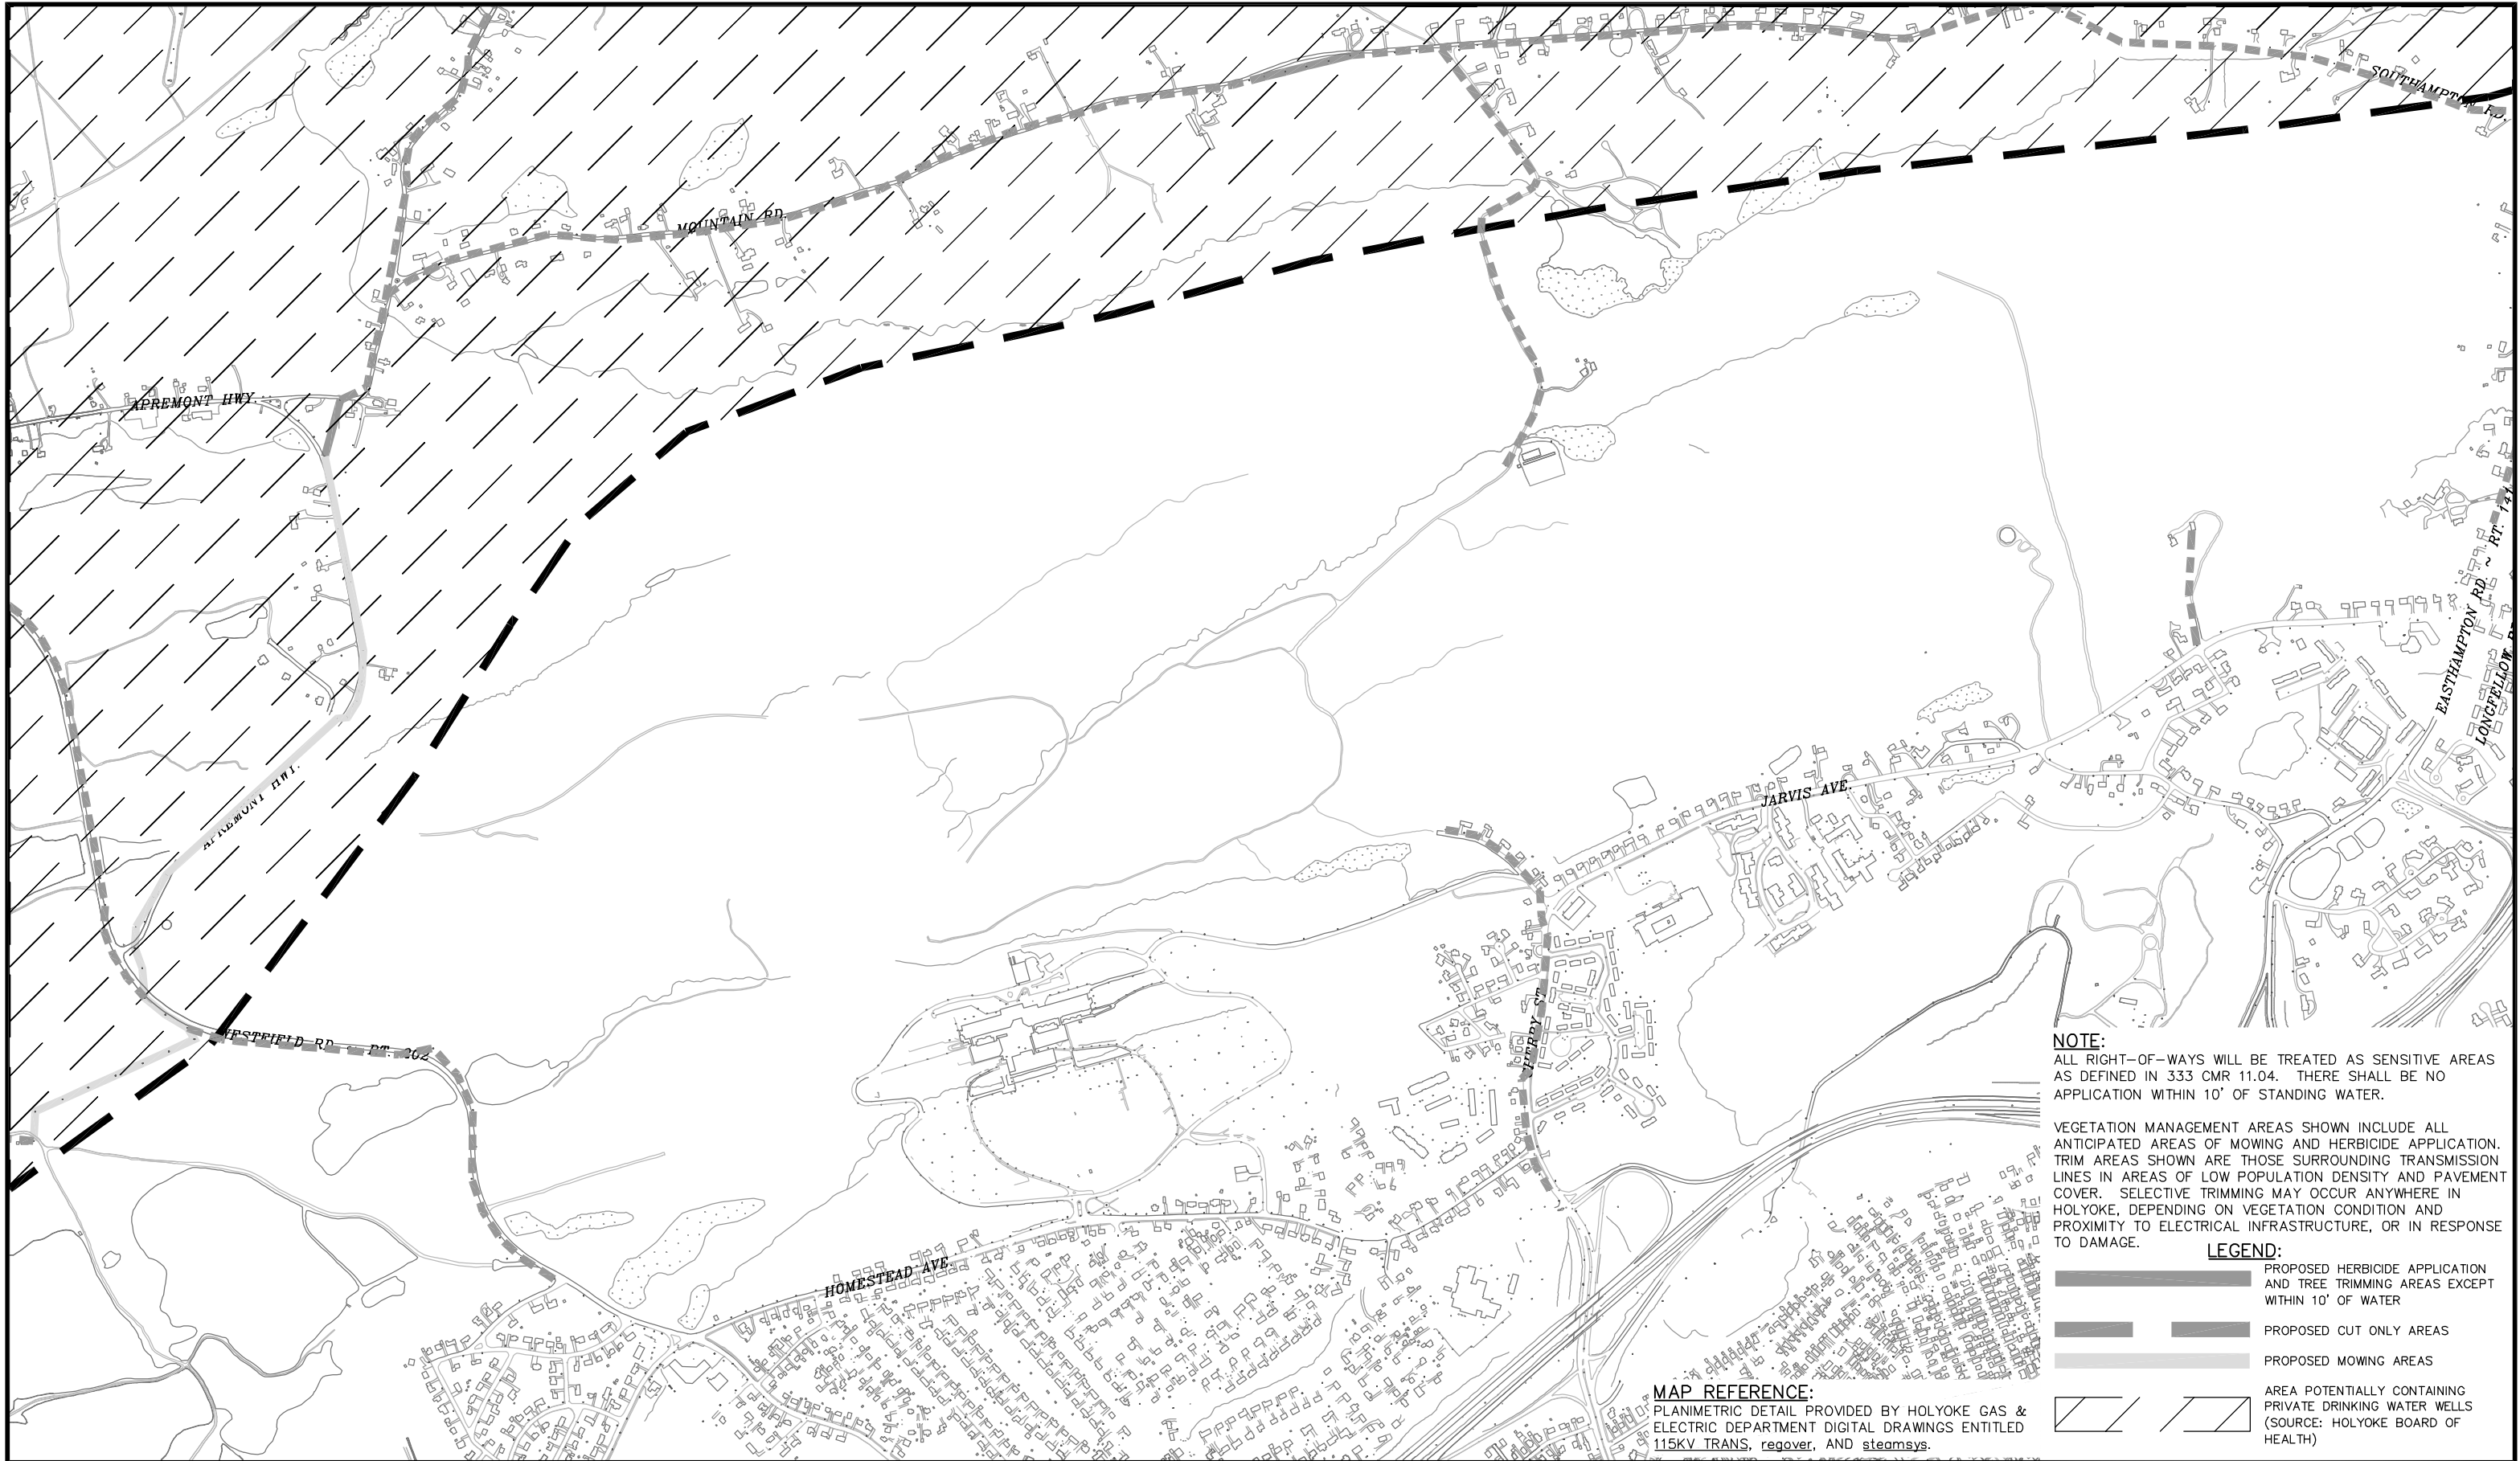 SOUTHAMPTON RD.
MOUNTAIN RD.
APREMONT HWY.
EASTHAMPTON RD. ~ RT. 141
LONGFELLOW
JARVIS AVE.
APREMONT HWY.
WESTFIELD RD. ~ RT. 202
CHERRY ST.
HOMESTEAD AVE.
NOTE:
ALL RIGHT-OF-WAYS WILL BE TREATED AS SENSITIVE AREAS
AS DEFINED IN 333 CMR 11.04. THERE SHALL BE NO
APPLICATION WITHIN 10' OF STANDING WATER.
VEGETATION MANAGEMENT AREAS SHOWN INCLUDE ALL
ANTICIPATED AREAS OF MOWING AND HERBICIDE APPLICATION.
TRIM AREAS SHOWN ARE THOSE SURROUNDING TRANSMISSION
LINES IN AREAS OF LOW POPULATION DENSITY AND PAVEMENT
COVER. SELECTIVE TRIMMING MAY OCCUR ANYWHERE IN
HOLYOKE, DEPENDING ON VEGETATION CONDITION AND
PROXIMITY TO ELECTRICAL INFRASTRUCTURE, OR IN RESPONSE
TO DAMAGE.
LEGEND:
PROPOSED HERBICIDE APPLICATION
AND TREE TRIMMING AREAS EXCEPT
WITHIN 10' OF WATER
PROPOSED CUT ONLY AREAS
PROPOSED MOWING AREAS
AREA POTENTIALLY CONTAINING
PRIVATE DRINKING WATER WELLS
(SOURCE: HOLYOKE BOARD OF
HEALTH)
MAP REFERENCE:
PLANIMETRIC DETAIL PROVIDED BY HOLYOKE GAS &
ELECTRIC DEPARTMENT DIGITAL DRAWINGS ENTITLED
115KV TRANS, regover, AND steamsys.